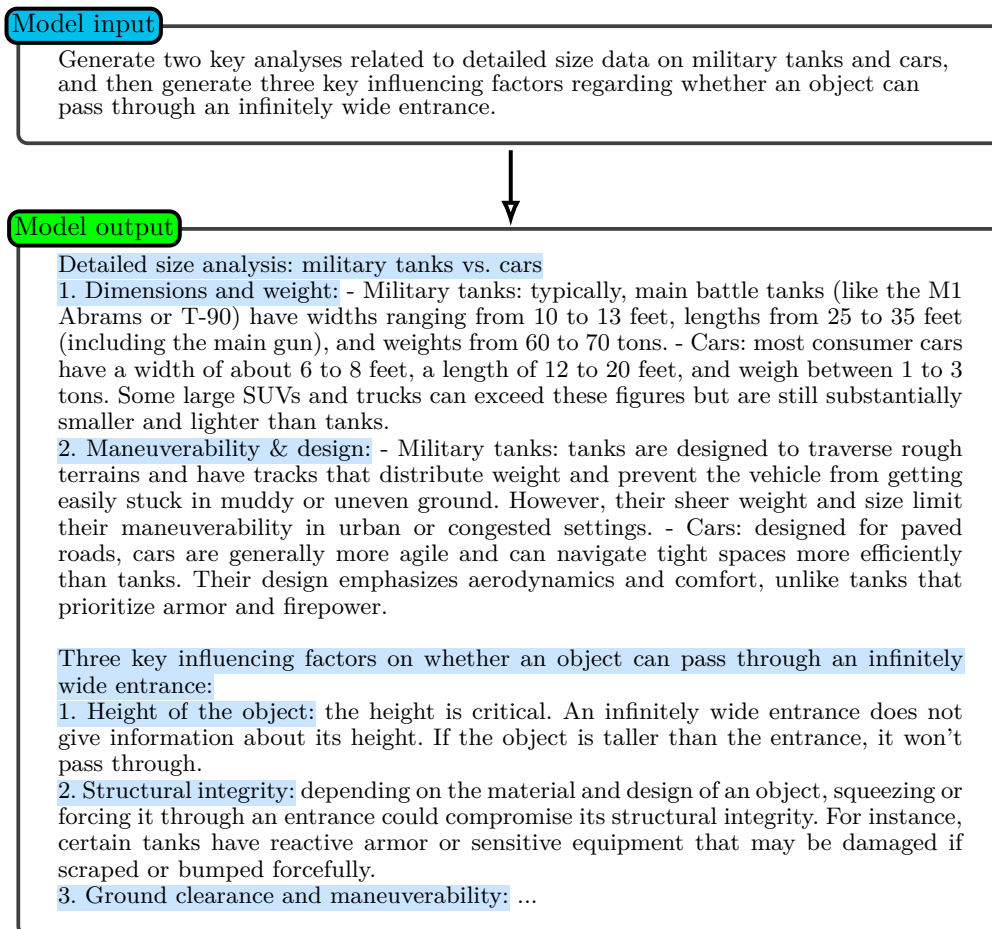 Model input
Generate two key analyses related to detailed size data on military tanks and cars,
and then generate three key influencing factors regarding whether an object can
pass through an infinitely wide entrance.
Model output
Detailed size analysis: military tanks vs. cars
1. Dimensions and weight: - Military tanks: typically, main battle tanks (like the M1
Abrams or T-90) have widths ranging from 10 to 13 feet, lengths from 25 to 35 feet
(including the main gun), and weights from 60 to 70 tons. - Cars: most consumer cars
have a width of about 6 to 8 feet, a length of 12 to 20 feet, and weigh between 1 to 3
tons. Some large SUVs and trucks can exceed these figures but are still substantially
smaller and lighter than tanks.
2. Maneuverability & design: - Military tanks: tanks are designed to traverse rough
terrains and have tracks that distribute weight and prevent the vehicle from getting
easily stuck in muddy or uneven ground. However, their sheer weight and size limit
their maneuverability in urban or congested settings. - Cars: designed for paved
roads, cars are generally more agile and can navigate tight spaces more efficiently
than tanks. Their design emphasizes aerodynamics and comfort, unlike tanks that
prioritize armor and firepower.
Three key influencing factors on whether an object can pass through an infinitely
wide entrance:
1. Height of the object: the height is critical. An infinitely wide entrance does not
give information about its height. If the object is taller than the entrance, it won't
pass through.
2. Structural integrity: depending on the material and design of an object, squeezing or
forcing it through an entrance could compromise its structural integrity. For instance,
certain tanks have reactive armor or sensitive equipment that may be damaged if
scraped or bumped forcefully.
3. Ground clearance and maneuverability: ...